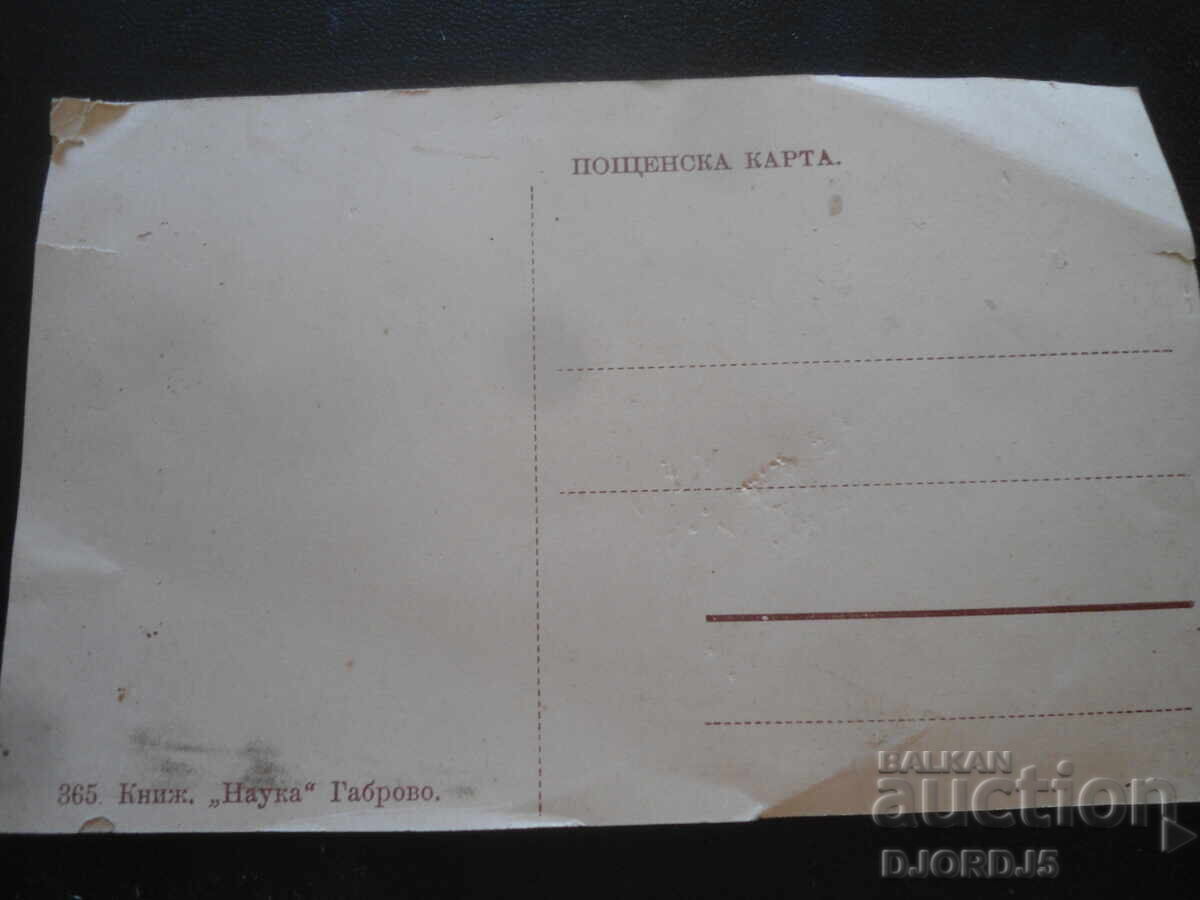 ПОЩЕНСКА КАРТА.
365. Книж. „Наука“ Габрово.
BALKAN
auction
DJORDJ5